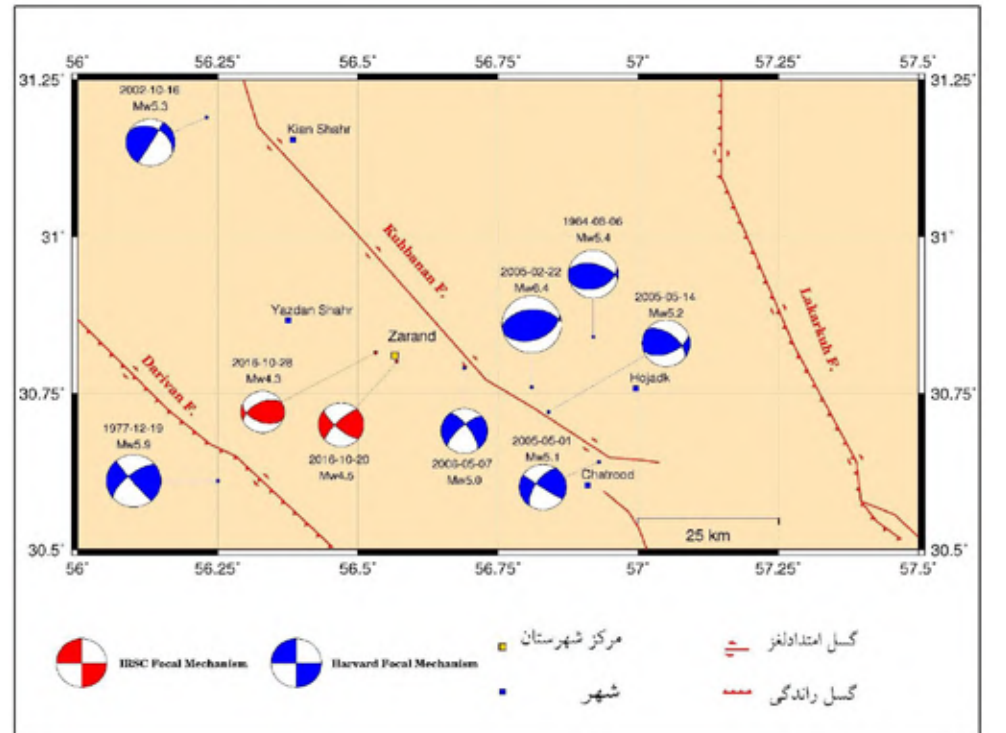 56° 56.25° 56.5° 56.75° 57° 57.25° 57.5°
31.25° 31.25°
2002-10-16
Mw5.3
Kian Shahr
31° 31°
1964-08-06
Mw5.4
Kuhbanan F.
2005-02-22
Mw6.4
2005-05-14
Mw5.2
Lakarkuh F.
Yazdan Shahr
Zarand
Hojadk
30.75° 30.75°
Darivan F.
2016-10-28
Mw4.3
1977-12-19
Mw5.9
2016-10-20
Mw4.5
Mw5.0
2005-05-01
Mw5.1
Chatrood
25 km
30.5° 30.5°
56° 56.25° 56.5° 56.75° 57° 57.25° 57.5°
IRSC Focal Mechanism
Harvard Focal Mechanism
مرکز شهرستان
شهر
گسل امتدادلغز
گسل راندگی